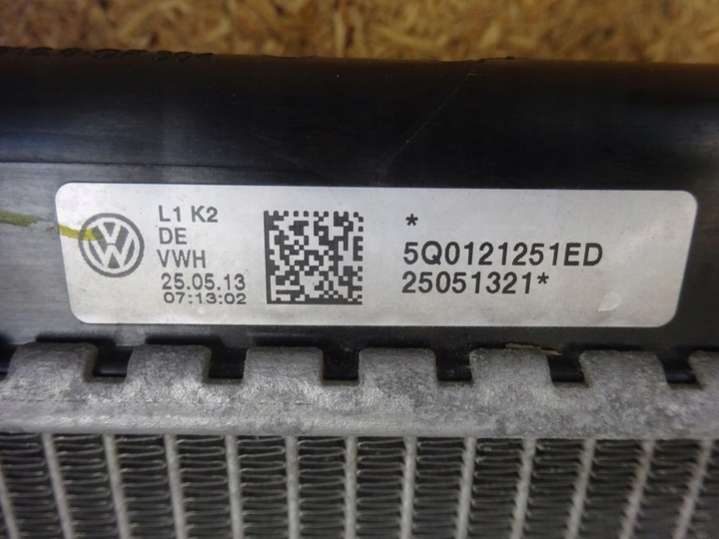 L1 K2
DE
VWH
25.05.13
07:13:02
*
5Q0121251ED
25051321*